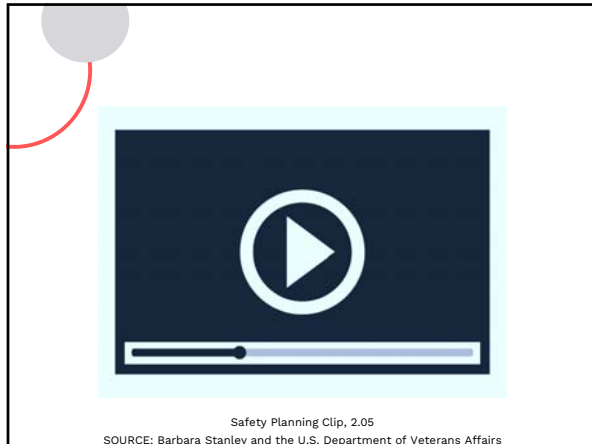 Safety Planning Clip, 2.05
SOURCE: Barbara Stanley and the U.S. Department of Veterans Affairs